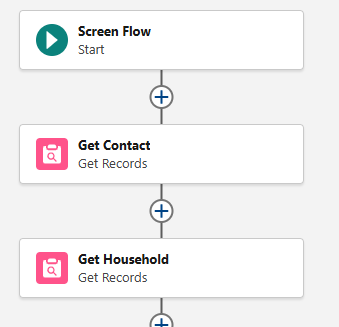 Screen Flow
Start
Get Contact
Get Records
Get Household
Get Records